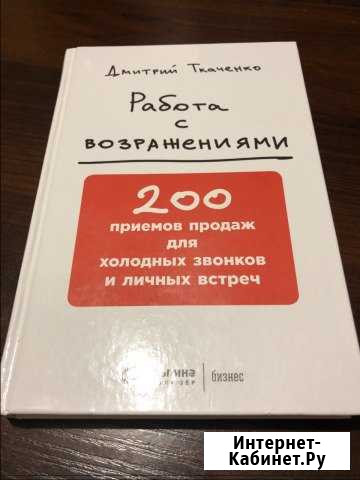 Дмитрий Ткаченко
Работа
с
возражениями
200
приемов продаж
для
холодных звонков
и личных встреч
бизнес
Интернет-
Кабинет.Ру